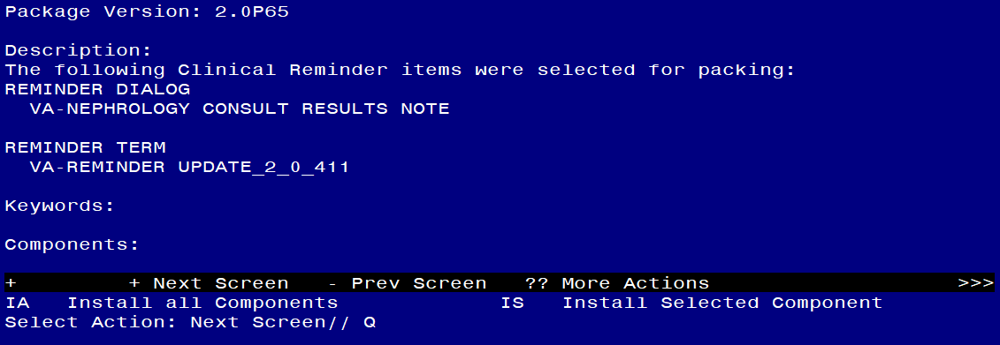 Package Version: 2.0P65
Description:
The following Clinical Reminder items were selected for packing:
REMINDER DIALOG
VA-NEPHROLOGY CONSULT RESULTS NOTE
REMINDER TERM
VA-REMINDER UPDATE_2_0_411
Keywords:
Components:
+ + Next Screen - Prev Screen ?? More Actions >>>
IA Install all Components IS Install Selected Component
Select Action: Next Screen// Q